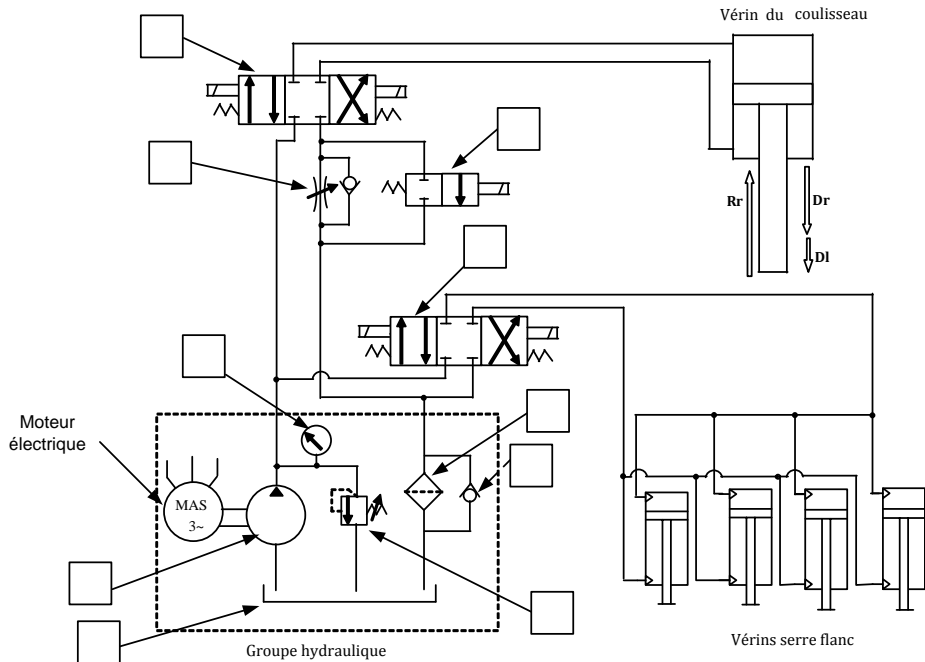 Vérin du coulisseau
Rr
Dr
Dl
Moteur
électrique
MAS
3~
Groupe hydraulique
Vérins serre flanc